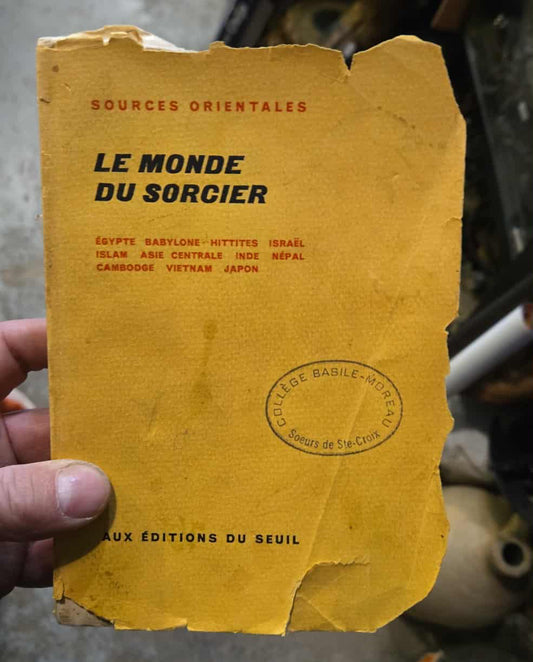 SOURCES ORIENTALES
LE MONDE
DU SORCIER
ÉGYPTE BABYLONE HITTITES ISRAËL
ISLAM ASIE CENTRALE INDE NÉPAL
CAMBODGE VIETNAM JAPON
COLLÈGE BASILE-MOREAU
Soeurs de Ste-Croix
AUX ÉDITIONS DU SEUIL